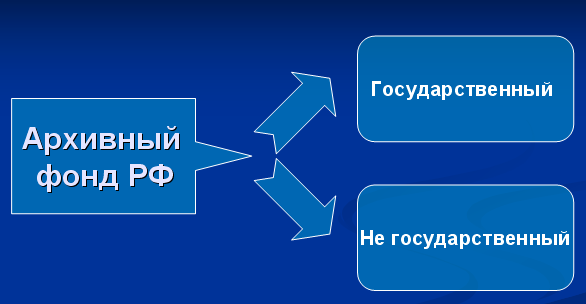 Архивный
фонд РФ
Государственный
Не государственный